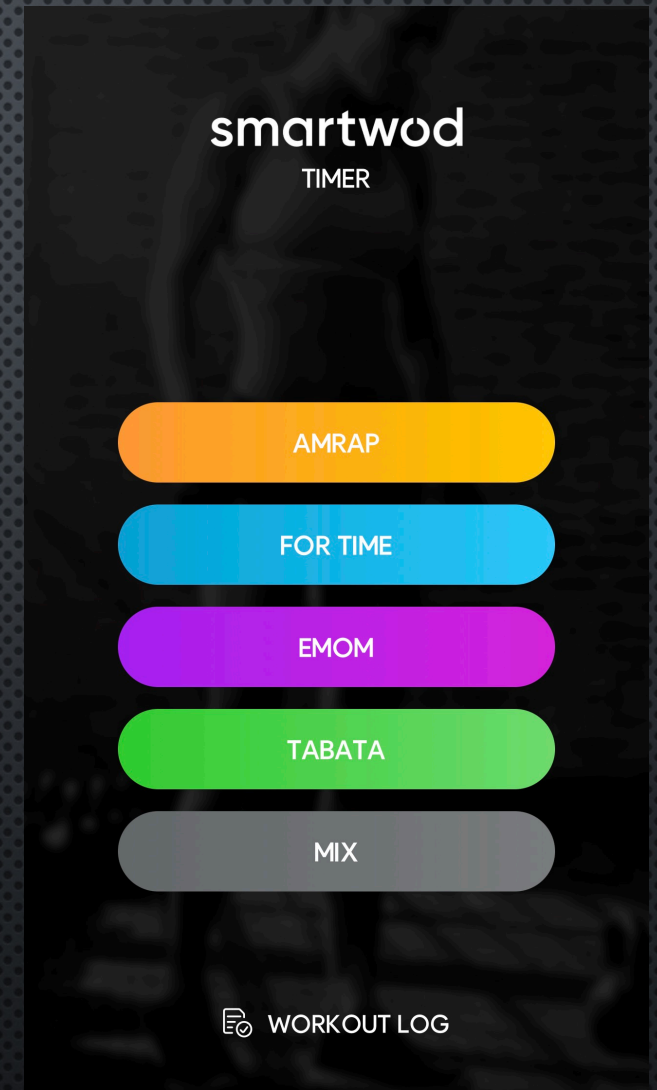 smartwod
TIMER
AMRAP
FOR TIME
EMOM
TABATA
MIX
WORKOUT LOG